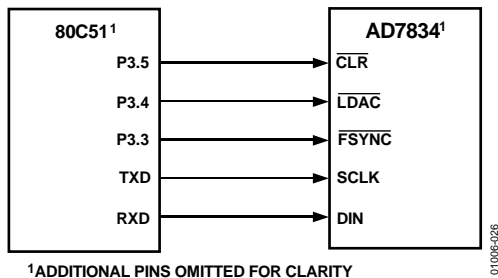 80C51¹ AD7834¹
P3.5 CLR
P3.4 LDAC
P3.3 FSYNC
TXD SCLK
RXD DIN
¹ADDITIONAL PINS OMITTED FOR CLARITY
01006-026